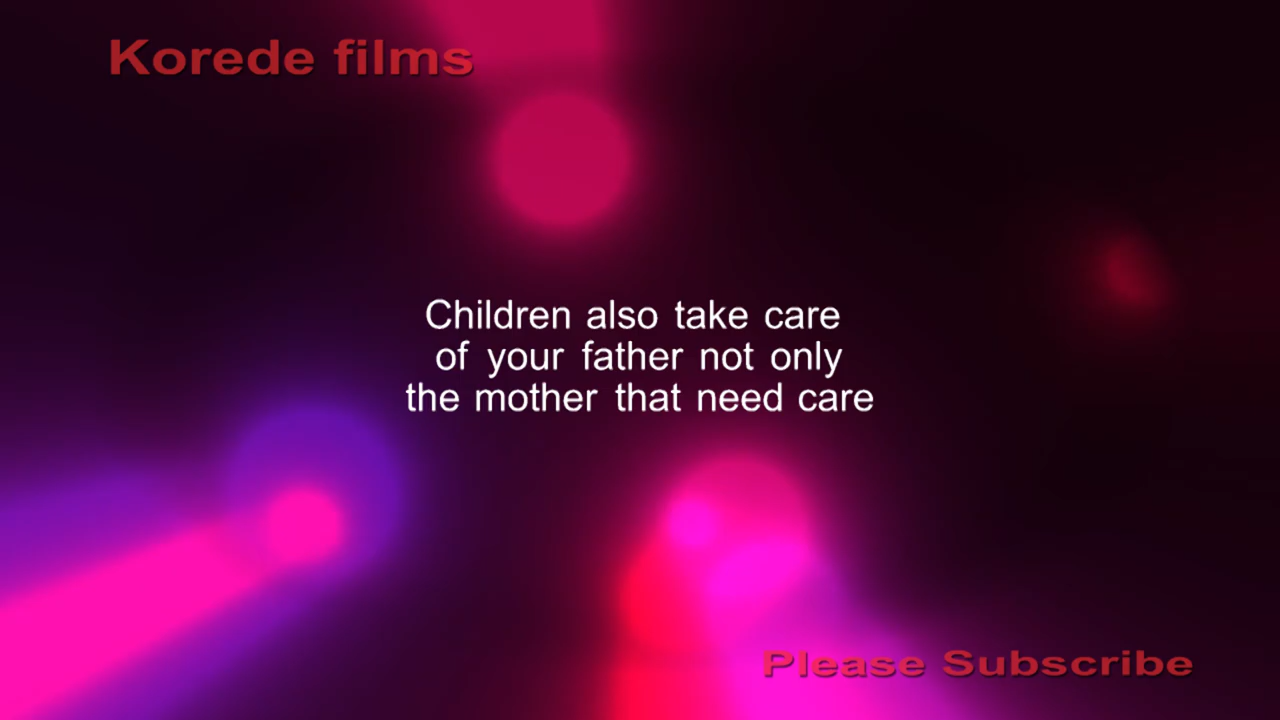 Korede films
Children also take care
of your father not only
the mother that need care
Please Subscribe